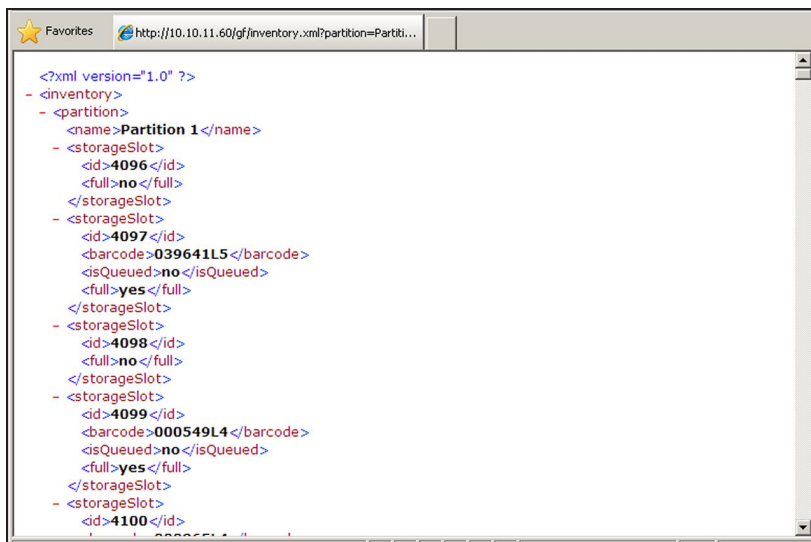 Favorites
http://10.10.11.60/gf/inventory.xml?partition=Partiti...
<?xml version="1.0" ?>
- <inventory>
- <partition>
<name>Partition 1</name>
- <storageSlot>
<id>4096</id>
<full>no</full>
</storageSlot>
- <storageSlot>
<id>4097</id>
<barcode>039641L5</barcode>
<isQueued>no</isQueued>
<full>yes</full>
</storageSlot>
- <storageSlot>
<id>4098</id>
<full>no</full>
</storageSlot>
- <storageSlot>
<id>4099</id>
<barcode>000549L4</barcode>
<isQueued>no</isQueued>
<full>yes</full>
</storageSlot>
- <storageSlot>
<id>4100</id>